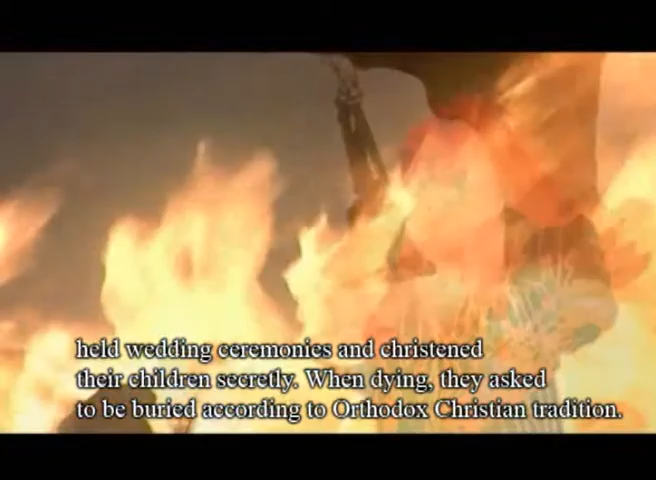 held wedding ceremonies and christened
their children secretly. When dying, they asked
to be buried according to Orthodox Christian tradition.